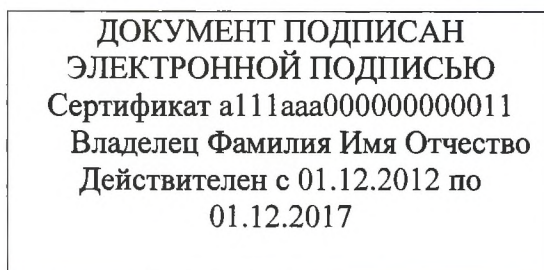 ДОКУМЕНТ ПОДПИСАН
ЭЛЕКТРОННОЙ ПОДПИСЬЮ
Сертификат a111aaa000000000011
Владелец Фамилия Имя Отчество
Действителен с 01.12.2012 по
01.12.2017